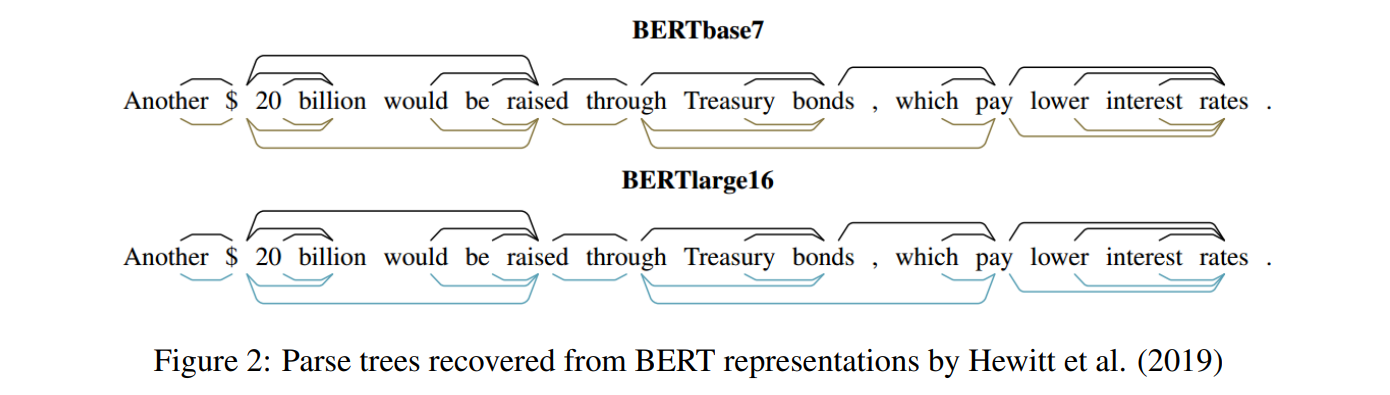 BERTbase7
Another $ 20 billion would be raised through Treasury bonds , which pay lower interest rates .
BERTlarge16
Another $ 20 billion would be raised through Treasury bonds , which pay lower interest rates .
Figure 2: Parse trees recovered from BERT representations by Hewitt et al. (2019)